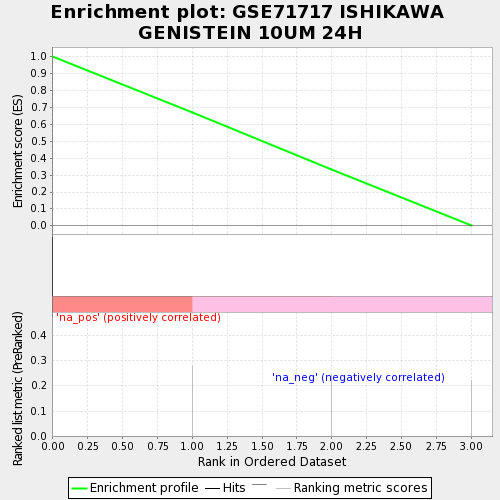 Enrichment plot: GSE71717 ISHIKAWA
GENISTEIN 10UM 24H
Enrichment score (ES)
1.0
0.9
0.8
0.7
0.6
0.5
0.4
0.3
0.2
0.1
0.0
'na_pos' (positively correlated)
'na_neg' (negatively correlated)
Ranked list metric (PreRanked)
0.4
0.3
0.2
0.1
0.0
0.00 0.25 0.50 0.75 1.00 1.25 1.50 1.75 2.00 2.25 2.50 2.75 3.00
Rank in Ordered Dataset
Enrichment profile Hits Ranking metric scores